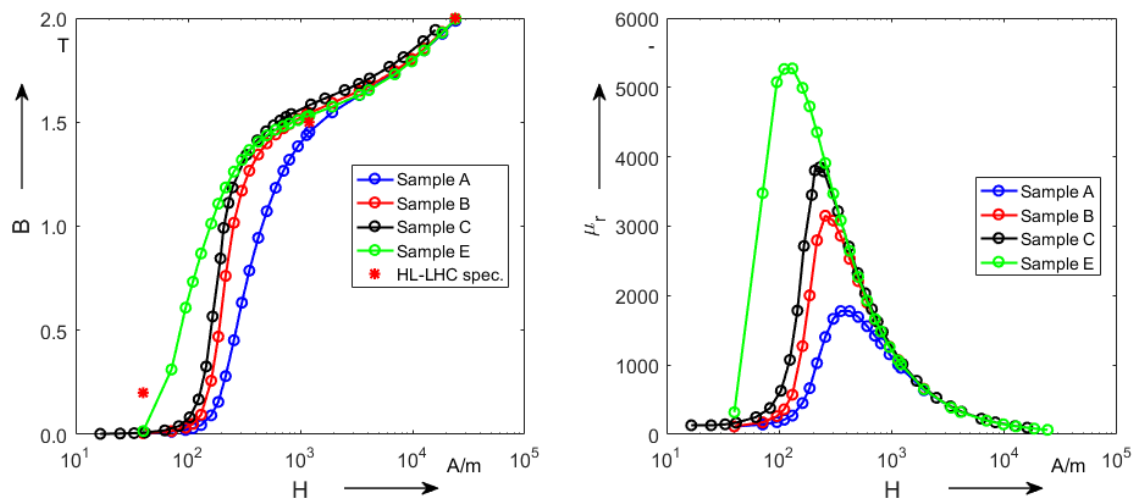 2.0
T
1.5
1.0
0.5
0.0
B
Sample A
Sample B
Sample C
Sample E
HL-LHC spec.
10^1
10^2
10^3
10^4
10^5
A/m
H
6000
-
5000
4000
3000
2000
1000
0
μ_r
Sample A
Sample B
Sample C
Sample E
10^1
10^2
10^3
10^4
10^5
A/m
H